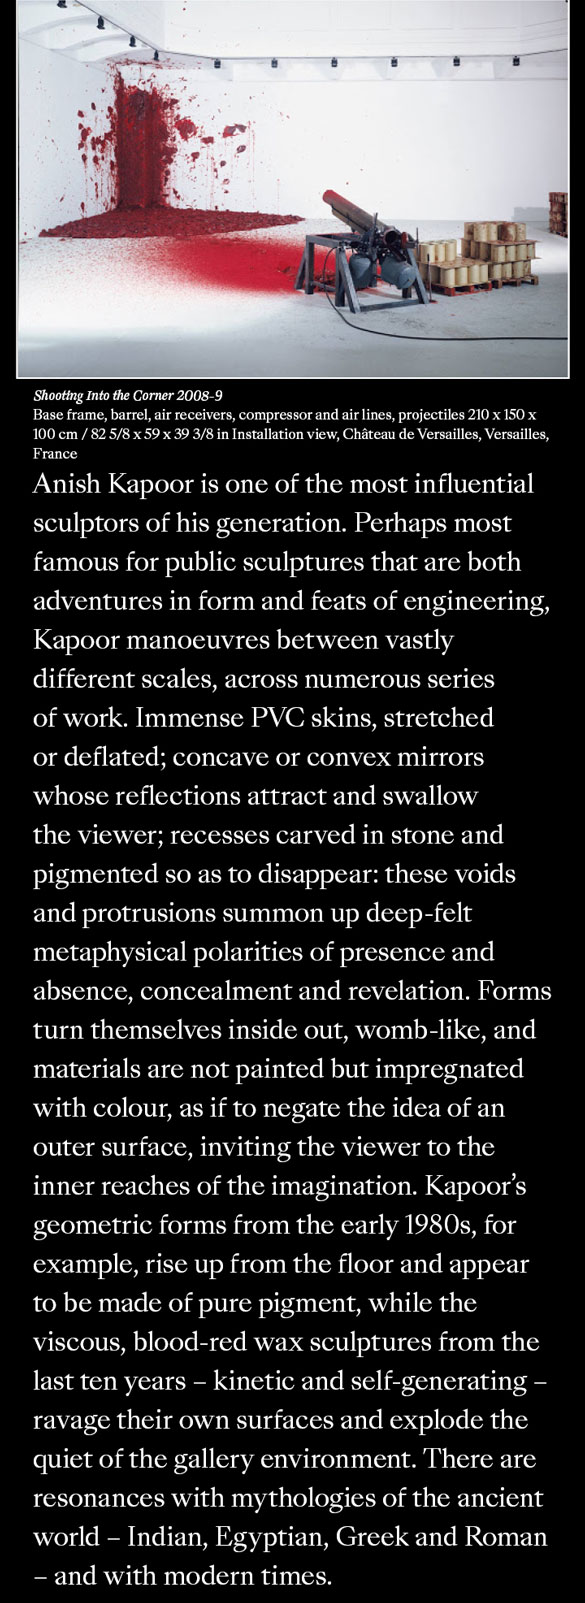 Shooting Into the Corner 2008-9
Base frame, barrel, air receivers, compressor and air lines, projectiles 210 x 150 x
100 cm / 82 5/8 x 59 x 39 3/8 in Installation view, Château de Versailles, Versailles,
France
Anish Kapoor is one of the most influential
sculptors of his generation. Perhaps most
famous for public sculptures that are both
adventures in form and feats of engineering,
Kapoor manoeuvres between vastly
different scales, across numerous series
of work. Immense PVC skins, stretched
or deflated; concave or convex mirrors
whose reflections attract and swallow
the viewer; recesses carved in stone and
pigmented so as to disappear: these voids
and protrusions summon up deep-felt
metaphysical polarities of presence and
absence, concealment and revelation. Forms
turn themselves inside out, womb-like, and
materials are not painted but impregnated
with colour, as if to negate the idea of an
outer surface, inviting the viewer to the
inner reaches of the imagination. Kapoor’s
geometric forms from the early 1980s, for
example, rise up from the floor and appear
to be made of pure pigment, while the
viscous, blood-red wax sculptures from the
last ten years – kinetic and self-generating –
ravage their own surfaces and explode the
quiet of the gallery environment. There are
resonances with mythologies of the ancient
world – Indian, Egyptian, Greek and Roman
– and with modern times.